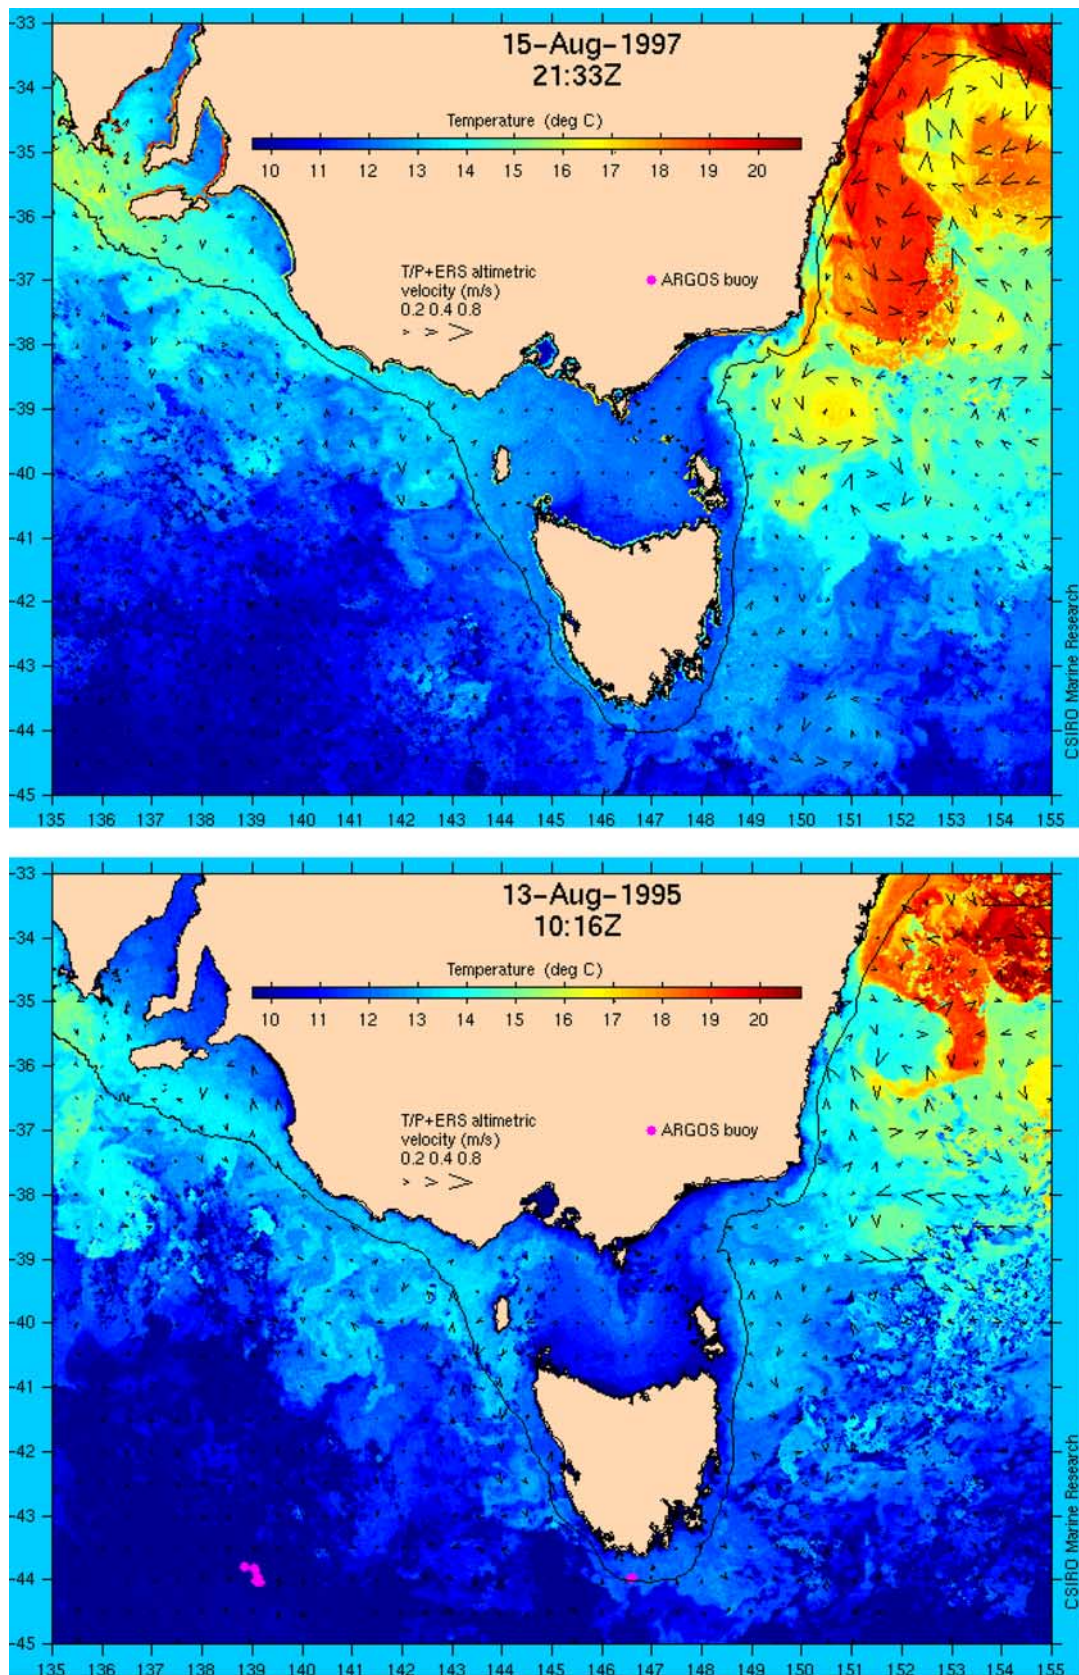 15-Aug-1997
21:33Z
Temperature (deg C)
10 11 12 13 14 15 16 17 18 19 20
T/P+ERS altimetric
velocity (m/s)
0.2 0.4 0.8
ARGOS buoy
-33
-34
-35
-36
-37
-38
-39
-40
-41
-42
-43
-44
-45
135 136 137 138 139 140 141 142 143 144 145 146 147 148 149 150 151 152 153 154 155
CSIRO Marine Research
13-Aug-1995
10:16Z
Temperature (deg C)
10 11 12 13 14 15 16 17 18 19 20
T/P+ERS altimetric
velocity (m/s)
0.2 0.4 0.8
ARGOS buoy
-33
-34
-35
-36
-37
-38
-39
-40
-41
-42
-43
-44
-45
135 136 137 138 139 140 141 142 143 144 145 146 147 148 149 150 151 152 153 154 155
CSIRO Marine Research